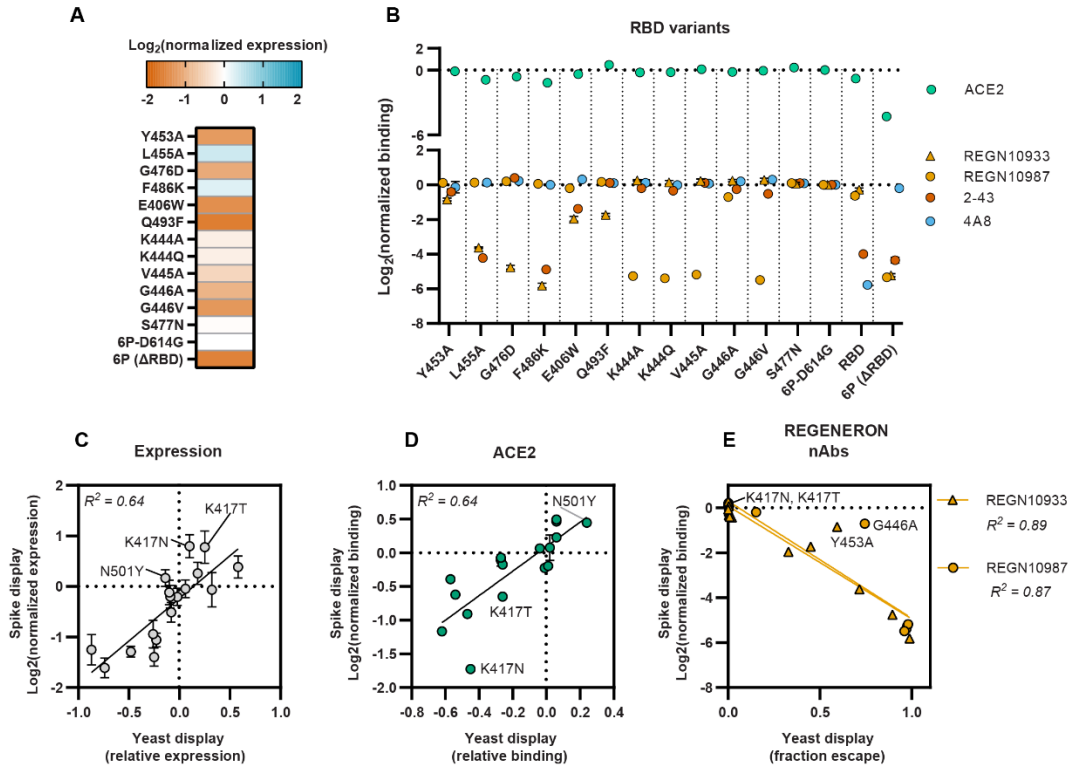 A
Log2(normalized expression)
-2 -1 0 1 2
Y453A
L455A
G476D
F486K
E406W
Q493F
K444A
K444Q
V445A
G446A
G446V
S477N
6P-D614G
6P (ΔRBD)
B
RBD variants
Log2(normalized binding)
2
0
-6
2
0
-2
-4
-6
-8
Y453A
L455A
G476D
F486K
E406W
Q493F
K444A
K444Q
V445A
G446A
G446V
S477N
6P-D614G
RBD
6P (ΔRBD)
ACE2
REGN10933
REGN10987
2-43
4A8
C
Expression
R² = 0.64
K417T
K417N
N501Y
Spike display
Log2(normalized expression)
2
1
0
-1
-2
-1.0 -0.5 0.0 0.5 1.0
Yeast display
(relative expression)
D
ACE2
R² = 0.64
N501Y
K417T
K417N
Spike display
Log2(normalized binding)
1.0
0.5
0.0
-0.5
-1.0
-1.5
-2.0
-0.8 -0.6 -0.4 -0.2 0.0 0.2 0.4
Yeast display
(relative binding)
E
REGENERON
nAbs
K417N, K417T
G446A
Y453A
Spike display
Log2(normalized binding)
0
-2
-4
-6
-8
0.0 0.5 1.0
Yeast display
(fraction escape)
REGN10933
R² = 0.89
REGN10987
R² = 0.87